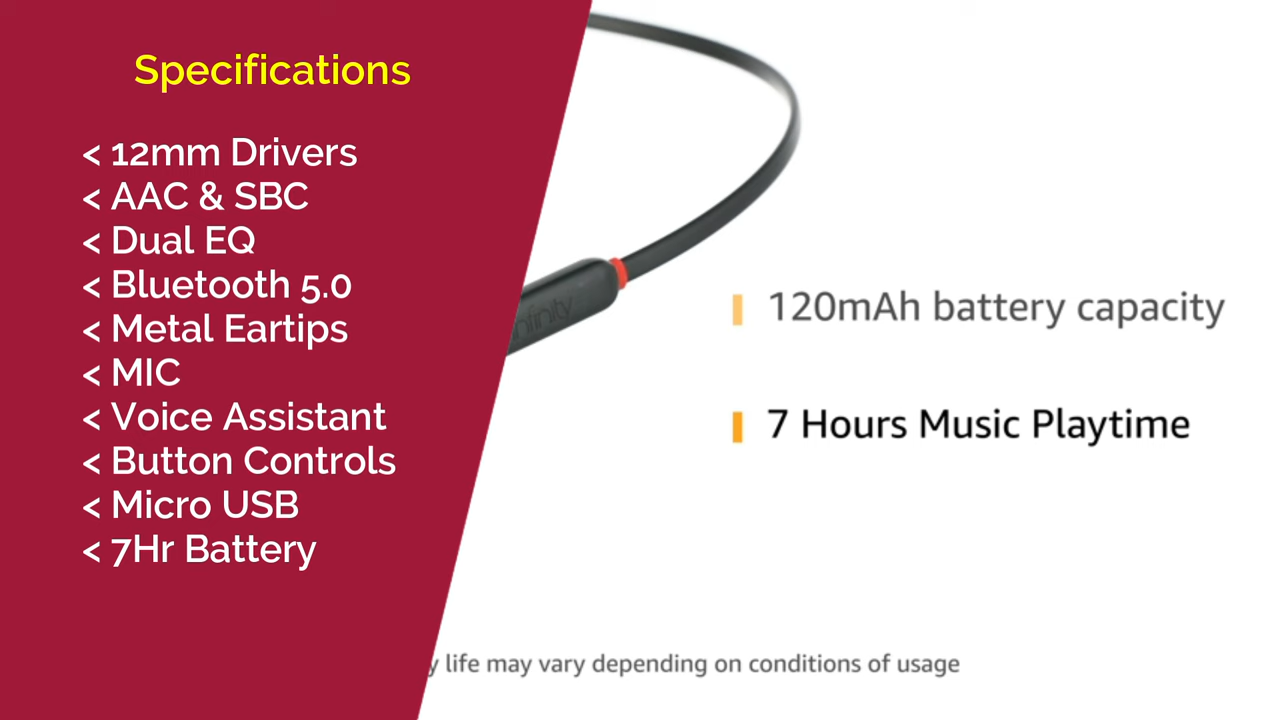 Specifications
< 12mm Drivers
< AAC & SBC
< Dual EQ
< Bluetooth 5.0
< Metal Eartips
< MIC
< Voice Assistant
< Button Controls
< Micro USB
< 7Hr Battery
120mAh battery capacity
7 Hours Music Playtime
life may vary depending on conditions of usage